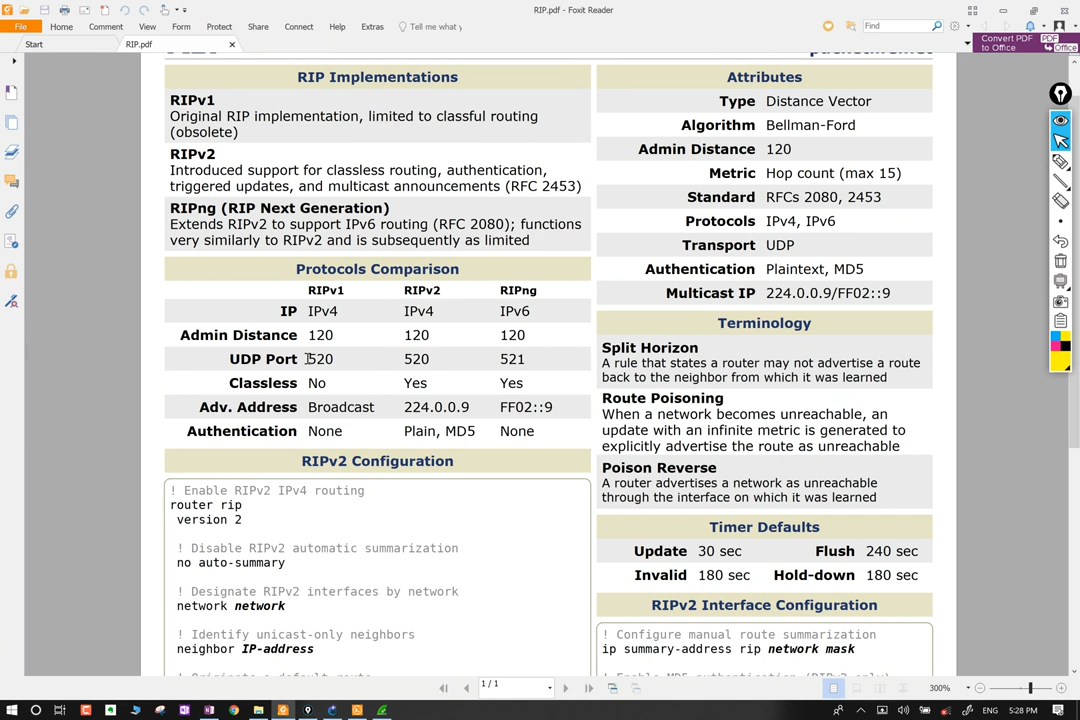 RIP.pdf - Foxit Reader
File Home Comment View Form Protect Share Connect Help Extras Tell me what y Find
Start RIP.pdf Convert PDF to Office PDF Office
RIP Implementations
RIPv1
Original RIP implementation, limited to classful routing
(obsolete)
RIPv2
Introduced support for classless routing, authentication,
triggered updates, and multicast announcements (RFC 2453)
RIPng (RIP Next Generation)
Extends RIPv2 to support IPv6 routing (RFC 2080); functions
very similarly to RIPv2 and is subsequently as limited
Protocols Comparison
RIPv1 RIPv2 RIPng
IP IPv4 IPv4 IPv6
Admin Distance 120 120 120
UDP Port 520 520 521
Classless No Yes Yes
Adv. Address Broadcast 224.0.0.9 FF02::9
Authentication None Plain, MD5 None
RIPv2 Configuration
! Enable RIPv2 IPv4 routing
router rip
version 2
! Disable RIPv2 automatic summarization
no auto-summary
! Designate RIPv2 interfaces by network
network network
! Identify unicast-only neighbors
neighbor IP-address
Attributes
Type Distance Vector
Algorithm Bellman-Ford
Admin Distance 120
Metric Hop count (max 15)
Standard RFCs 2080, 2453
Protocols IPv4, IPv6
Transport UDP
Authentication Plaintext, MD5
Multicast IP 224.0.0.9/FF02::9
Terminology
Split Horizon
A rule that states a router may not advertise a route
back to the neighbor from which it was learned
Route Poisoning
When a network becomes unreachable, an
update with an infinite metric is generated to
explicitly advertise the route as unreachable
Poison Reverse
A router advertises a network as unreachable
through the interface on which it was learned
Timer Defaults
Update 30 sec Flush 240 sec
Invalid 180 sec Hold-down 180 sec
RIPv2 Interface Configuration
! Configure manual route summarization
ip summary-address rip network mask
1 / 1 300%
ENG 5:28 PM